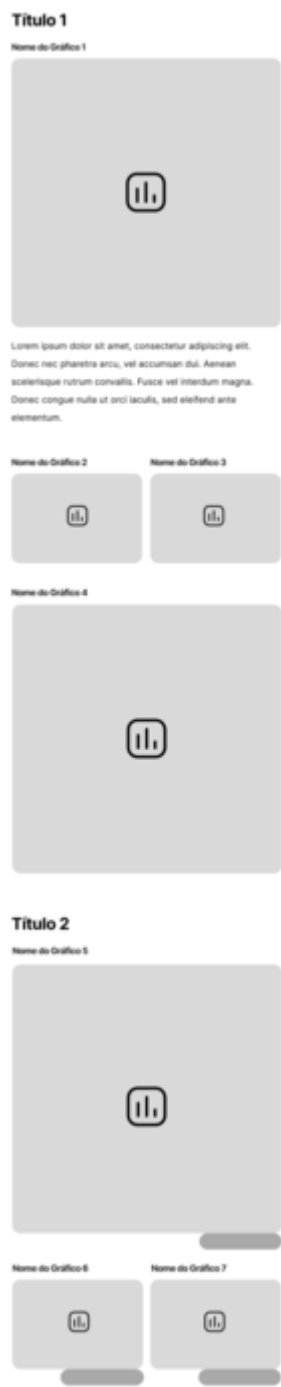 Título 1
Nome do Gráfico 1
Lorem ipsum dolor sit amet, consectetur adipiscing elit.
Donec nec pharetra arcu, vel accumsan dui. Aenean
scelerisque rutrum convallis. Fusce vel interdum magna.
Donec congue nulla ut orci iaculis, sed eleifend ante
elementum.
Nome do Gráfico 2
Nome do Gráfico 3
Nome do Gráfico 4
Título 2
Nome do Gráfico 5
Nome do Gráfico 6
Nome do Gráfico 7